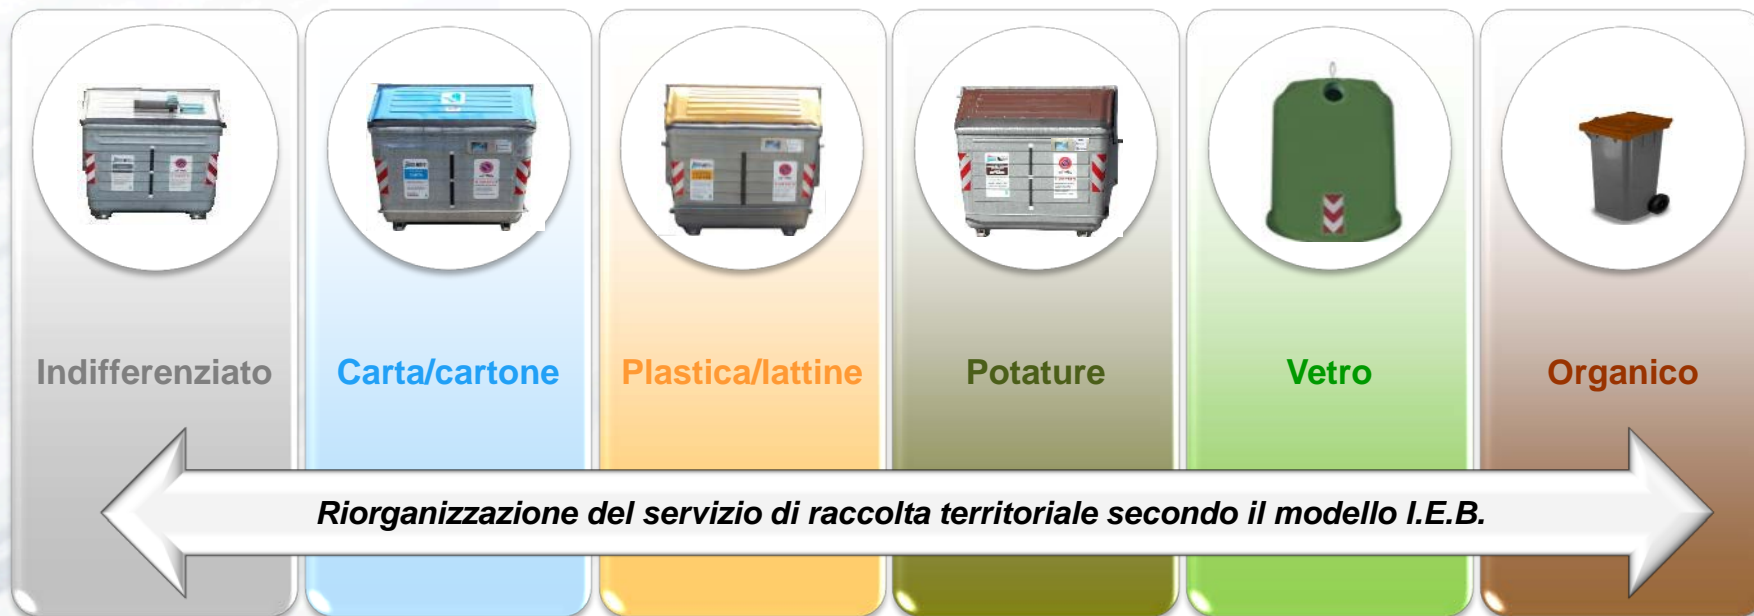 Indifferenziato
Carta/cartone
Plastica/lattine
Potature
Vetro
Organico
Riorganizzazione del servizio di raccolta territoriale secondo il modello I.E.B.